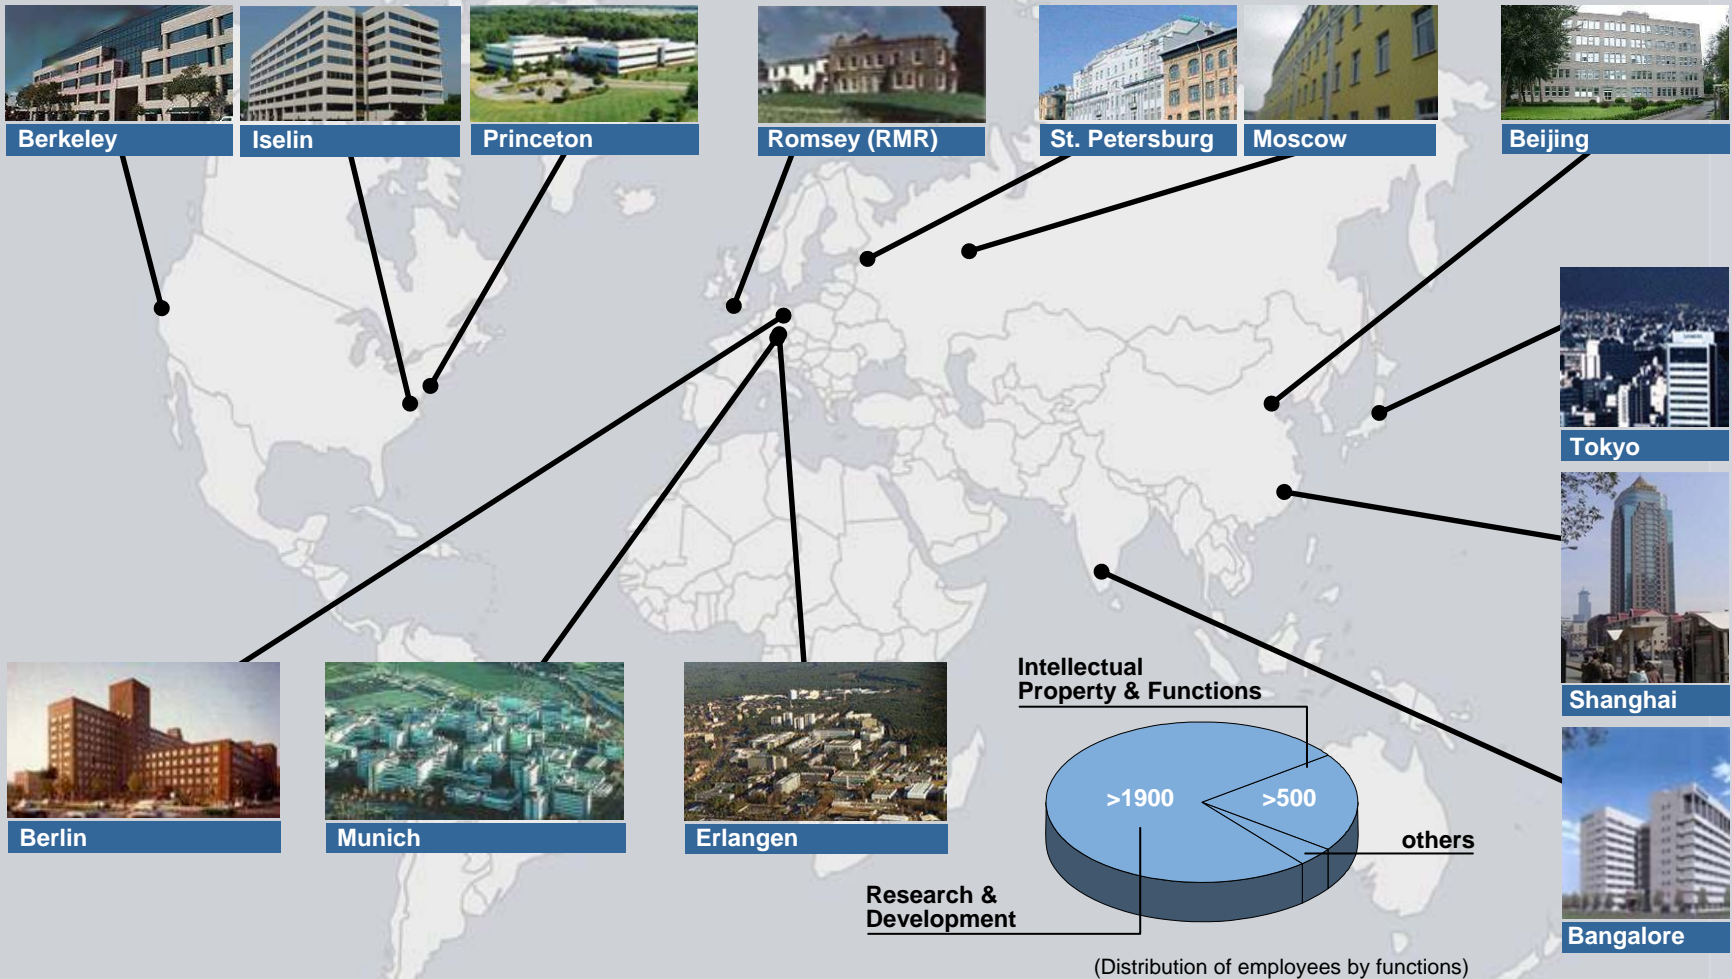 Berkeley
Iselin
Princeton
Romsey (RMR)
St. Petersburg
Moscow
Beijing
Tokyo
Shanghai
Bangalore
Berlin
Munich
Erlangen
Intellectual
Property & Functions
>1900
>500
others
Research &
Development
(Distribution of employees by functions)